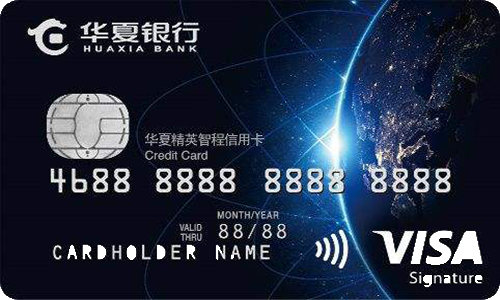 华夏银行
HUAXIA BANK
华夏精英智程信用卡
Credit Card
4688 8888 8888 8888
MONTH/YEAR
VALID THRU 88/88
CARDHOLDER NAME
VISA
Signature